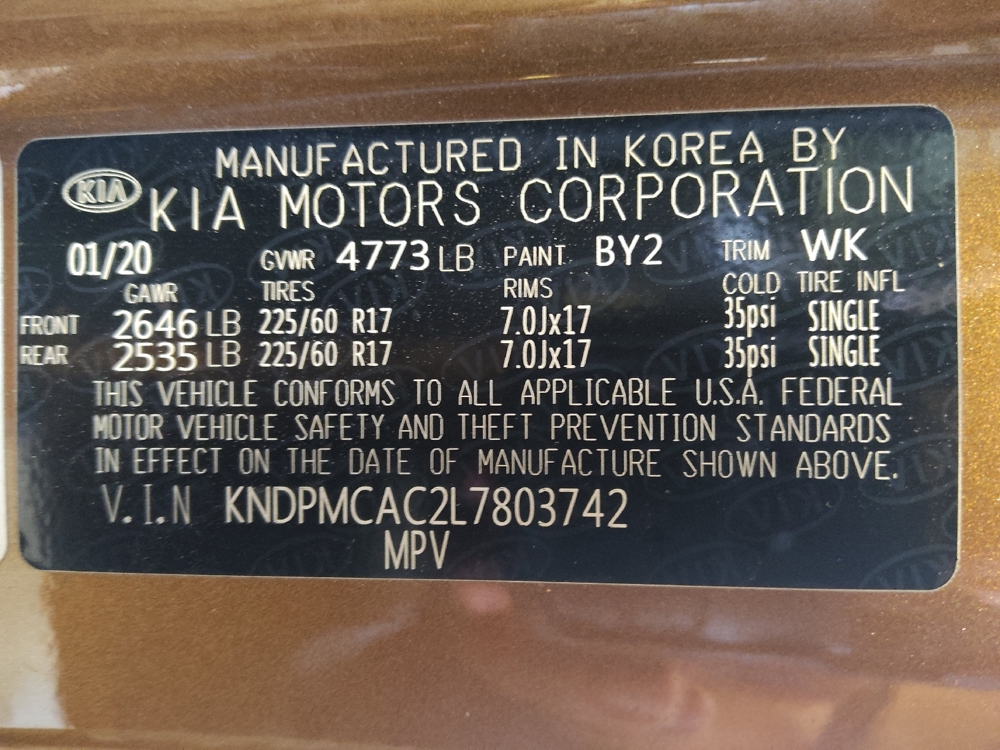 MANUFACTURED IN KOREA BY
KIA KIA MOTORS CORPORATION
01/20 GVWR 4773 LB PAINT BY2 TRIM WK
GAWR TIRES RIMS COLD TIRE INFL
FRONT 2646 LB 225/60 R17 7.0Jx17 35psi SINGLE
REAR 2535 LB 225/60 R17 7.0Jx17 35psi SINGLE
THIS VEHICLE CONFORMS TO ALL APPLICABLE U.S.A. FEDERAL
MOTOR VEHICLE SAFETY AND THEFT PREVENTION STANDARDS
IN EFFECT ON THE DATE OF MANUFACTURE SHOWN ABOVE.
V.I.N KNDPMCAC2L7803742
MPV